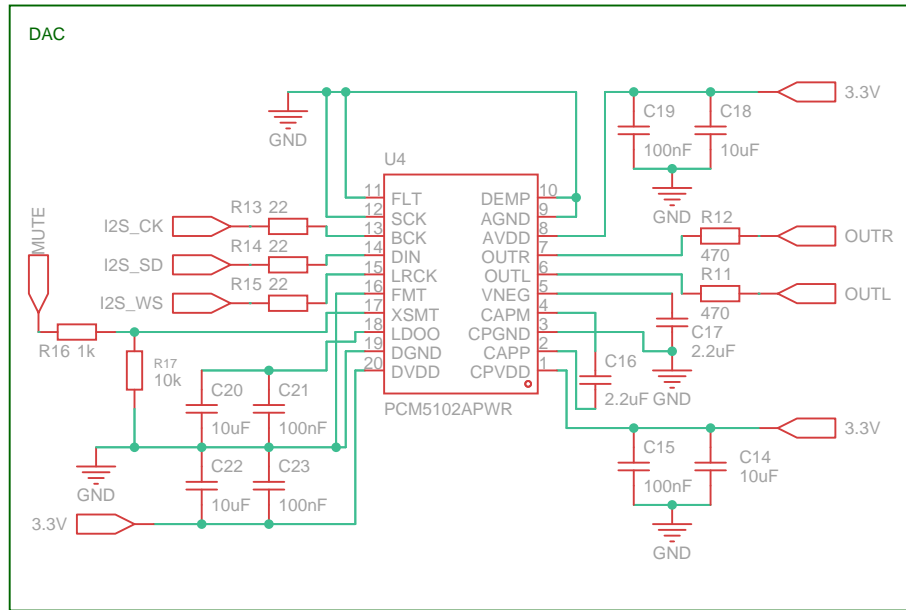 DAC
3.3V
C19
C18
100nF
10uF
GND
GND
U4
11
FLT
DEMP
10
12
SCK
AGND
9
13
BCK
AVDD
8
14
DIN
OUTR
7
15
LRCK
OUTL
6
16
FMT
VNEG
5
17
XSMT
CAPM
4
18
LDOO
CPGND
3
19
DGND
CAPP
2
20
DVDD
CPVDD
1
PCM5102APWR
MUTE
I2S_CK
R13 22
I2S_SD
R14 22
I2S_WS
R15 22
R12
470
OUTR
R11
470
OUTL
C17
2.2uF
GND
C16
2.2uF
R16 1k
R17
10k
C20
10uF
C21
100nF
GND
C22
10uF
C23
100nF
3.3V
3.3V
C15
100nF
C14
10uF
GND